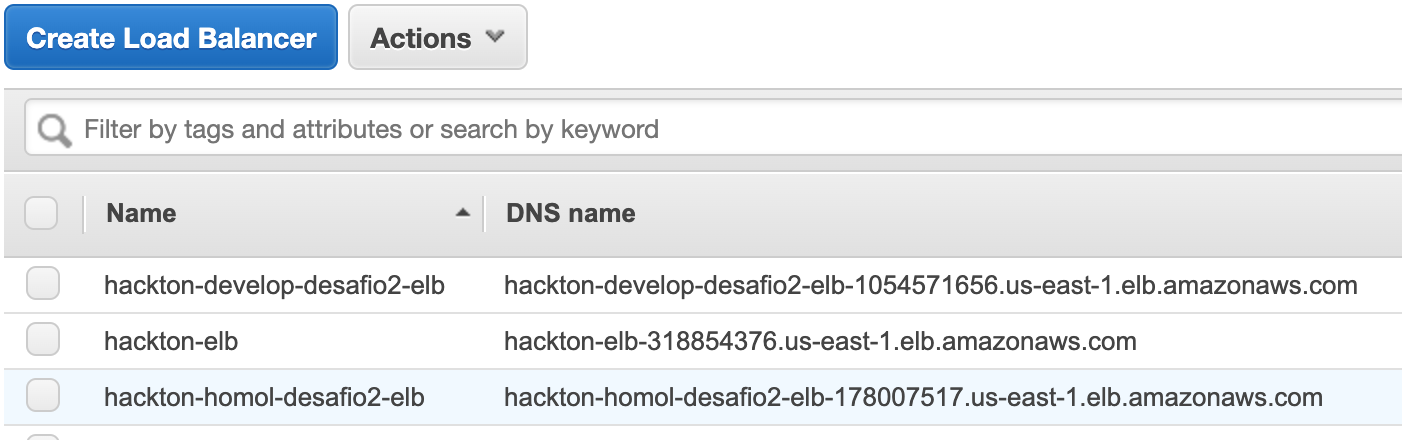 Create Load Balancer Actions
Filter by tags and attributes or search by keyword
Name DNS name
hackton-develop-desafio2-elb hackton-develop-desafio2-elb-1054571656.us-east-1.elb.amazonaws.com
hackton-elb hackton-elb-318854376.us-east-1.elb.amazonaws.com
hackton-homol-desafio2-elb hackton-homol-desafio2-elb-178007517.us-east-1.elb.amazonaws.com